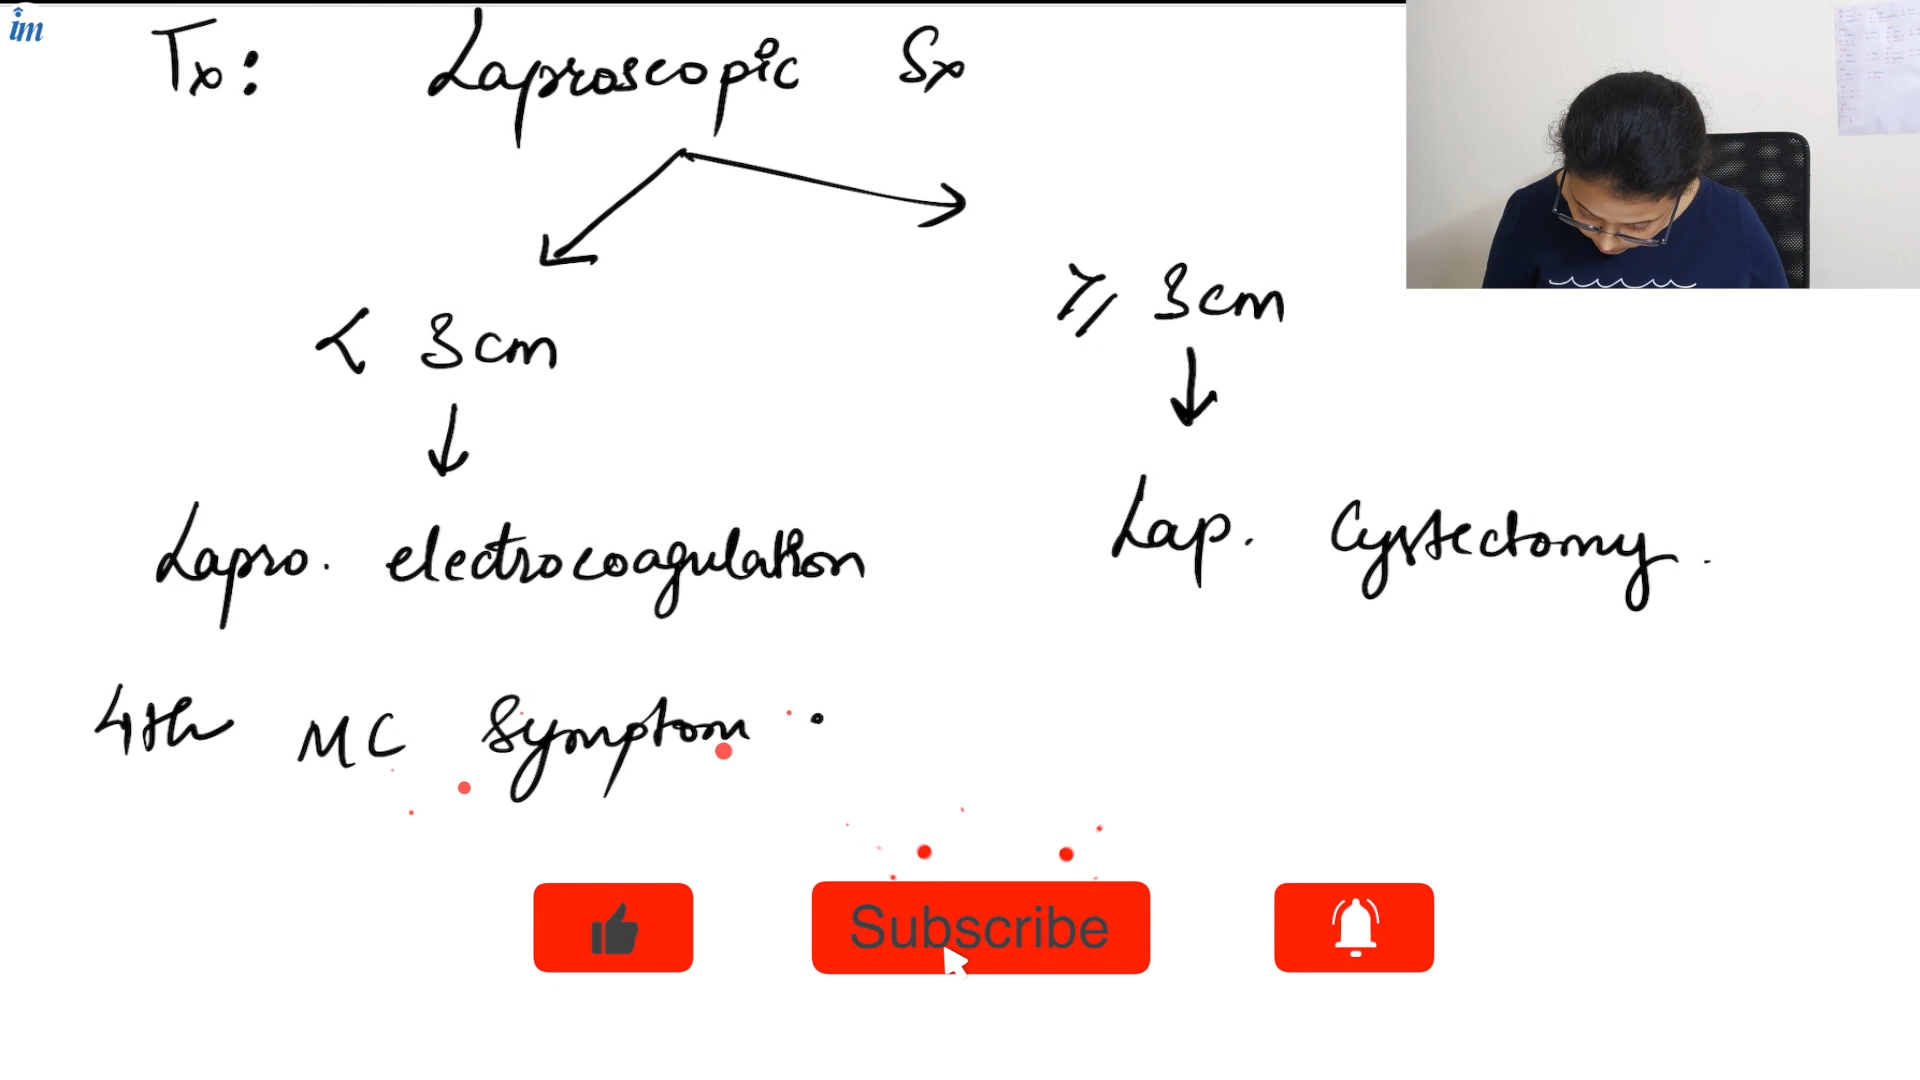 im
Tx: Laproscopic Sx
< 3cm
≥ 3cm
Lapro. electrocoagulation
Lap. Cystectomy.
4th MC Symptom.
Subscribe